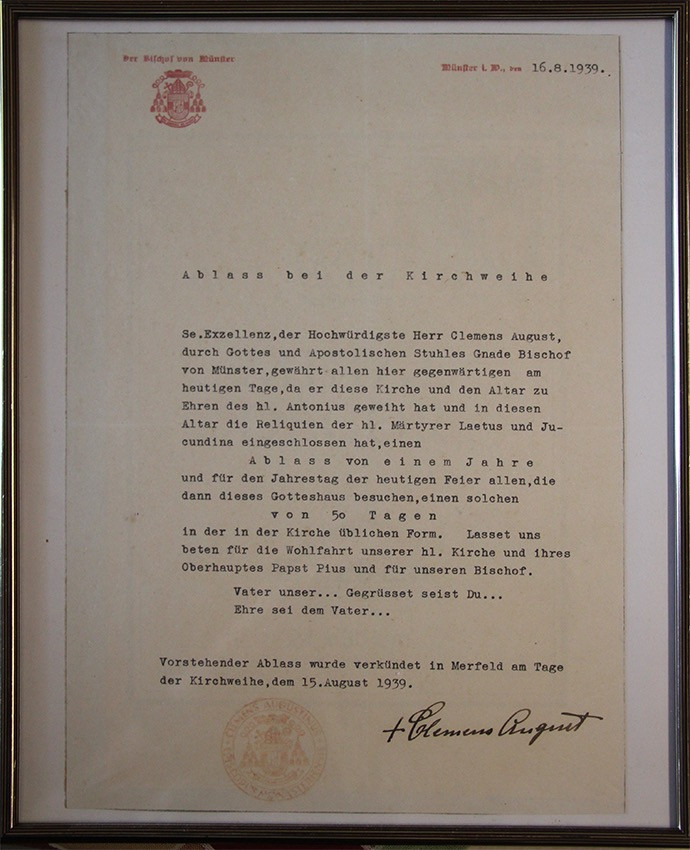 Der Bischof von Münster
Münster i. W., den 16.8.1939.
Ablass bei der Kirchweihe
Se.Exzellenz,der Hochwürdigste Herr Clemens August,
durch Gottes und Apostolischen Stuhles Gnade Bischof
von Münster,gewährt allen hier gegenwärtigen am
heutigen Tage,da er diese Kirche und den Altar zu
Ehren des hl. Antonius geweiht hat und in diesen
Altar die Reliquien der hl. Märtyrer Laetus und Ju-
cundina eingeschlossen hat,einen
Ablass von einem Jahre
und für den Jahrestag der heutigen Feier allen,die
dann dieses Gotteshaus besuchen,einen solchen
von 50 Tagen
in der in der Kirche üblichen Form. Lasset uns
beten für die Wohlfahrt unserer hl. Kirche und ihres
Oberhauptes Papst Pius und für unseren Bischof.
Vater unser... Gegrüsset seist Du...
Ehre sei dem Vater...
Vorstehender Ablass wurde verkündet in Merfeld am Tage
der Kirchweihe,dem 15.August 1939.
+Clemens August
CLEMENS AUGUSTINUS